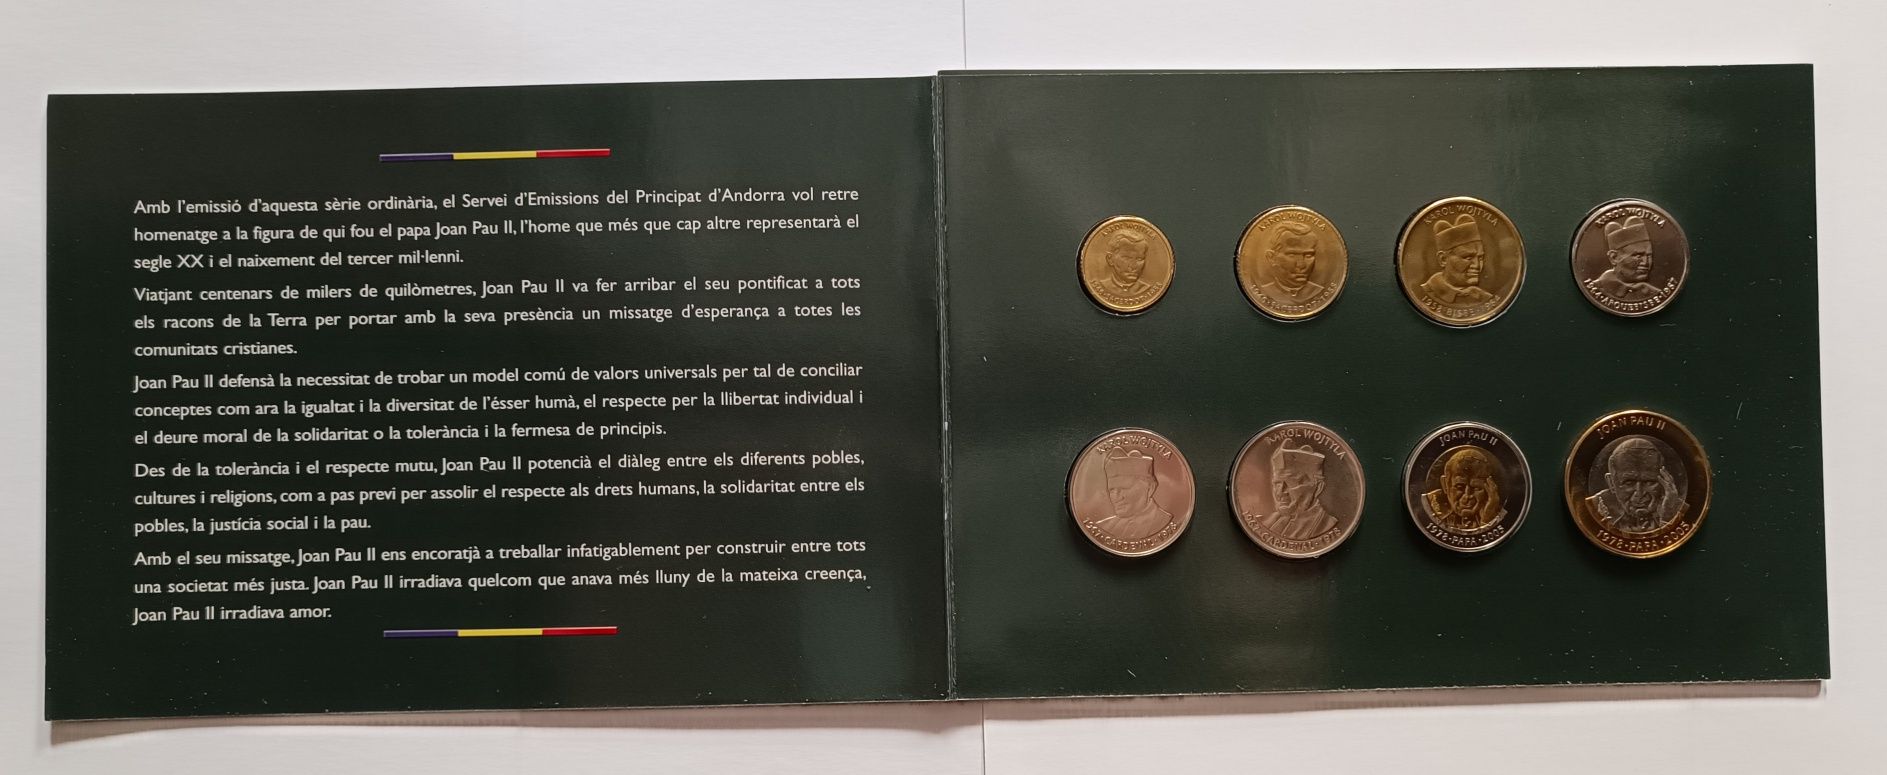 Amb l'emissió d'aquesta sèrie ordinària, el Servei d'Emissions del Principat d'Andorra vol retre
homenatge a la figura de qui fou el papa Joan Pau II, l'home que més que cap altre representarà el
segle XX i el naixement del tercer mil·lenni.
Viatjant centenars de milers de quilòmetres, Joan Pau II va fer arribar el seu pontificat a tots
els racons de la Terra per portar amb la seva presència un missatge d'esperança a totes les
comunitats cristianes.
Joan Pau II defensà la necessitat de trobar un model comú de valors universals per tal de conciliar
conceptes com ara la igualtat i la diversitat de l'ésser humà, el respecte per la llibertat individual i
el deure moral de la solidaritat o la tolerància i la fermesa de principis.
Des de la tolerància i el respecte mutu, Joan Pau II potencià el diàleg entre els diferents pobles,
cultures i religions, com a pas previ per assolir el respecte als drets humans, la solidaritat entre els
pobles, la justícia social i la pau.
Amb el seu missatge, Joan Pau II ens encoratjà a treballar infatigablement per construir entre tots
una societat més justa. Joan Pau II irradiava quelcom que anava més lluny de la mateixa creença,
Joan Pau II irradiava amor.
KAROL WOJTYLA
KAROL WOJTYLA
KAROL WOJTYLA
1958·BISBE·1964
KAROL WOJTYLA
1964·ARQUEBISBE·1967
KAROL WOJTYLA
1967·CARDENAL·1978
KAROL WOJTYLA
1967·CARDENAL·1978
JOAN PAU II
1978·PAPA·2005
JOAN PAU II
1978·PAPA·2005